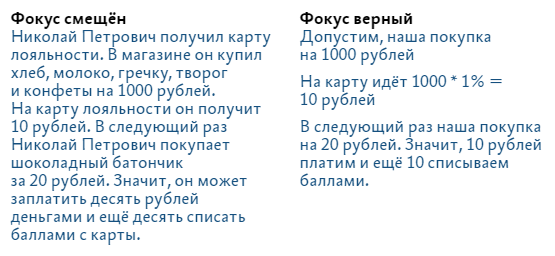 Фокус смещён
Николай Петрович получил карту
лояльности. В магазине он купил
хлеб, молоко, гречку, творог
и конфеты на 1000 рублей.
На карту лояльности он получит
10 рублей. В следующий раз
Николай Петрович покупает
шоколадный батончик
за 20 рублей. Значит, он может
заплатить десять рублей
деньгами и ещё десять списать
баллами с карты.
Фокус верный
Допустим, наша покупка
на 1000 рублей
На карту идёт 1000 * 1% =
10 рублей
В следующий раз наша покупка
на 20 рублей. Значит, 10 рублей
платим и ещё 10 списываем
баллами.